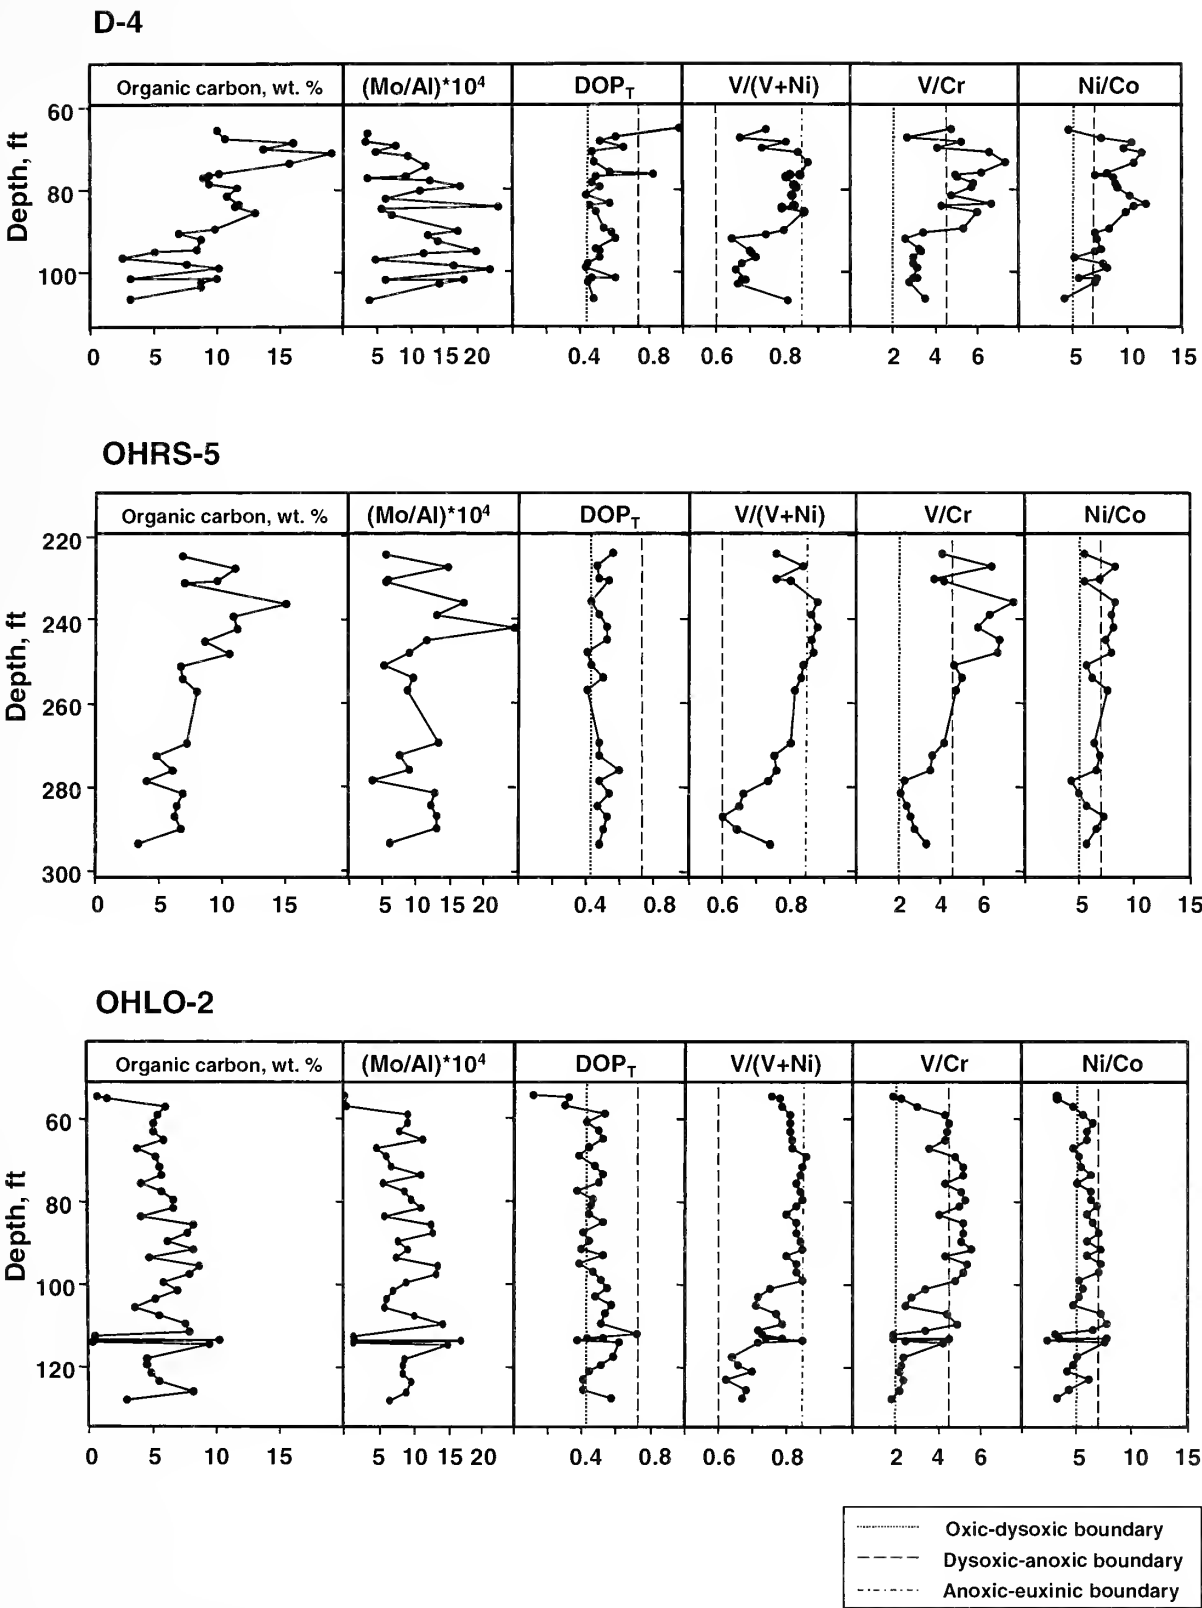 D-4
Organic carbon, wt. % (Mo/Al)*10⁴ DOP_T V/(V+Ni) V/Cr Ni/Co
Depth, ft
60
80
100
0 5 10 15 5 10 15 20 0.4 0.8 0.6 0.8 2 4 6 5 10 15
OHRS-5
Organic carbon, wt. % (Mo/Al)*10⁴ DOP_T V/(V+Ni) V/Cr Ni/Co
Depth, ft
220
240
260
280
300
0 5 10 15 5 10 15 20 0.4 0.8 0.6 0.8 2 4 6 5 10 15
OHLO-2
Organic carbon, wt. % (Mo/Al)*10⁴ DOP_T V/(V+Ni) V/Cr Ni/Co
Depth, ft
60
80
100
120
0 5 10 15 5 10 15 20 0.4 0.8 0.6 0.8 2 4 6 5 10 15
Oxic-dysoxic boundary
Dysoxic-anoxic boundary
Anoxic-euxinic boundary